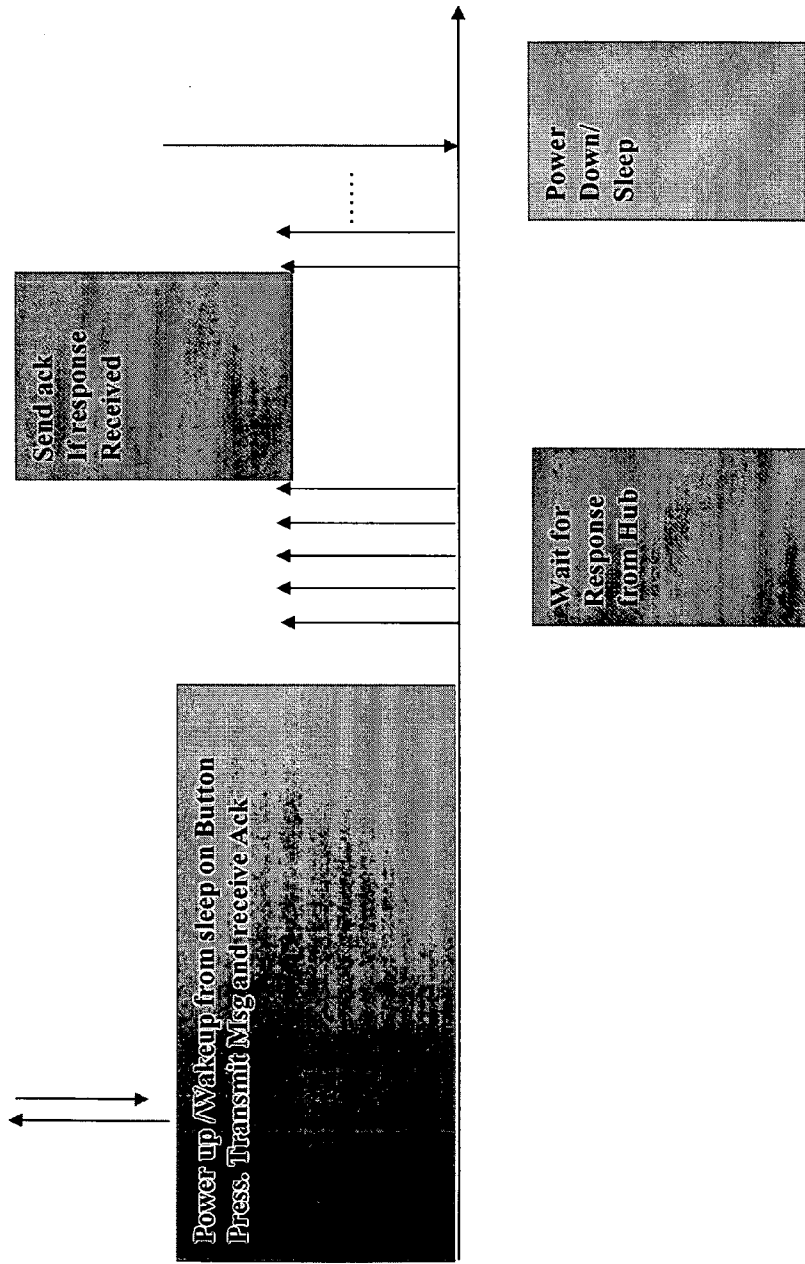 Power up /Wakeup from sleep on Button
Press. Transmit Msg and receive Ack
Wait for
Response
from Hub
Send ack
If response
Received
Power
Down/
Sleep